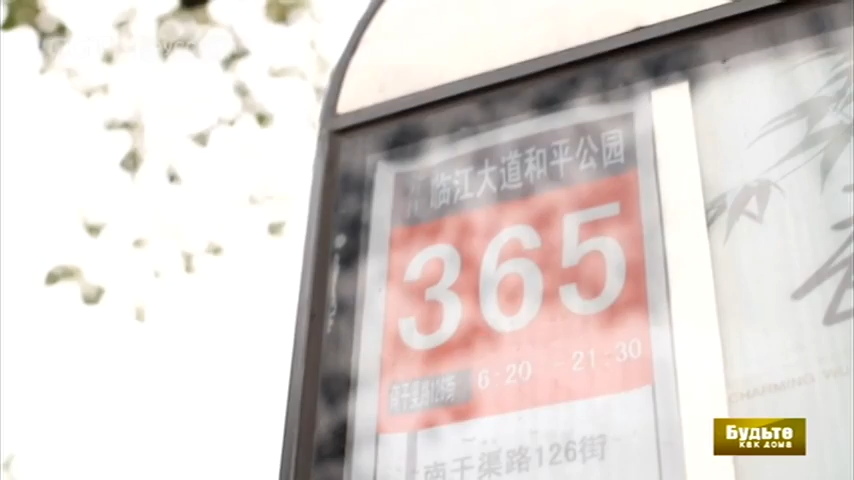 临江大道和平公园
365
6:20 - 21:30
南干渠路126街
CHARMING WU
Будьте
как дома